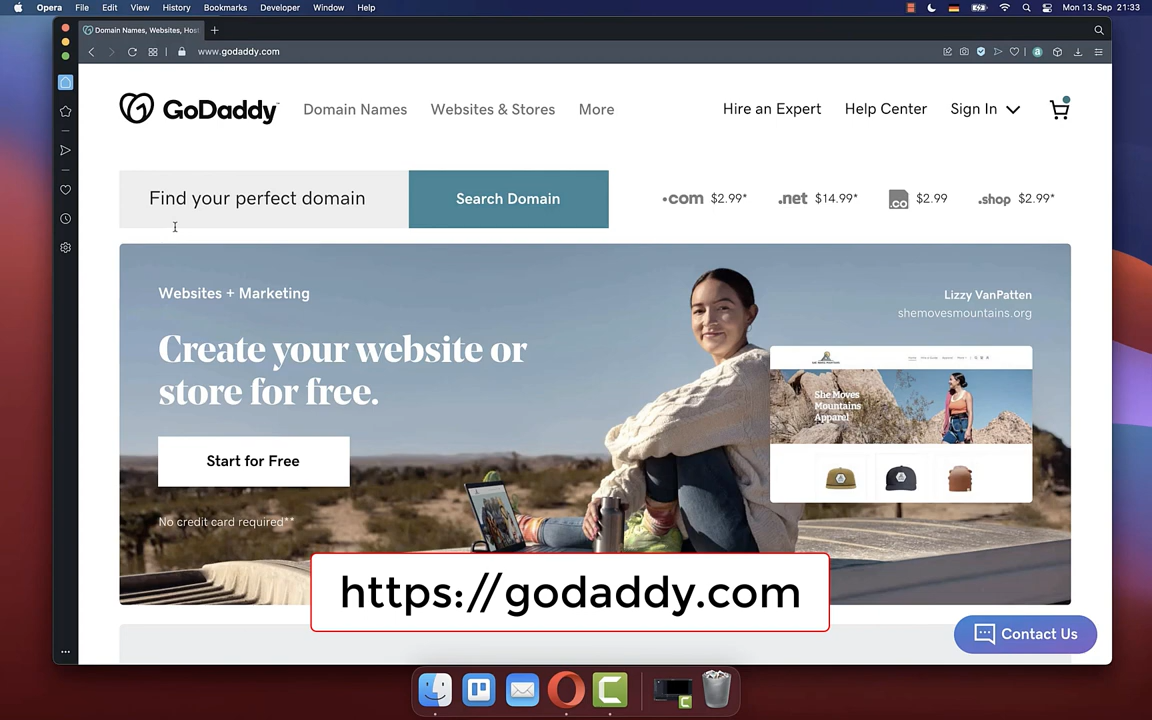 Opera File Edit View History Bookmarks Developer Window Help Mon 13. Sep 21:33
Domain Names, Websites, Hos
www.godaddy.com
GoDaddy Domain Names Websites & Stores More Hire an Expert Help Center Sign In
Find your perfect domain Search Domain .com $2.99* .net $14.99* .co $2.99 .shop $2.99*
Websites + Marketing
Lizzy VanPatten
shemovesmountains.org
Create your website or
store for free.
She Moves
Mountains
Apparel
Start for Free
No credit card required**
https://godaddy.com
Contact Us